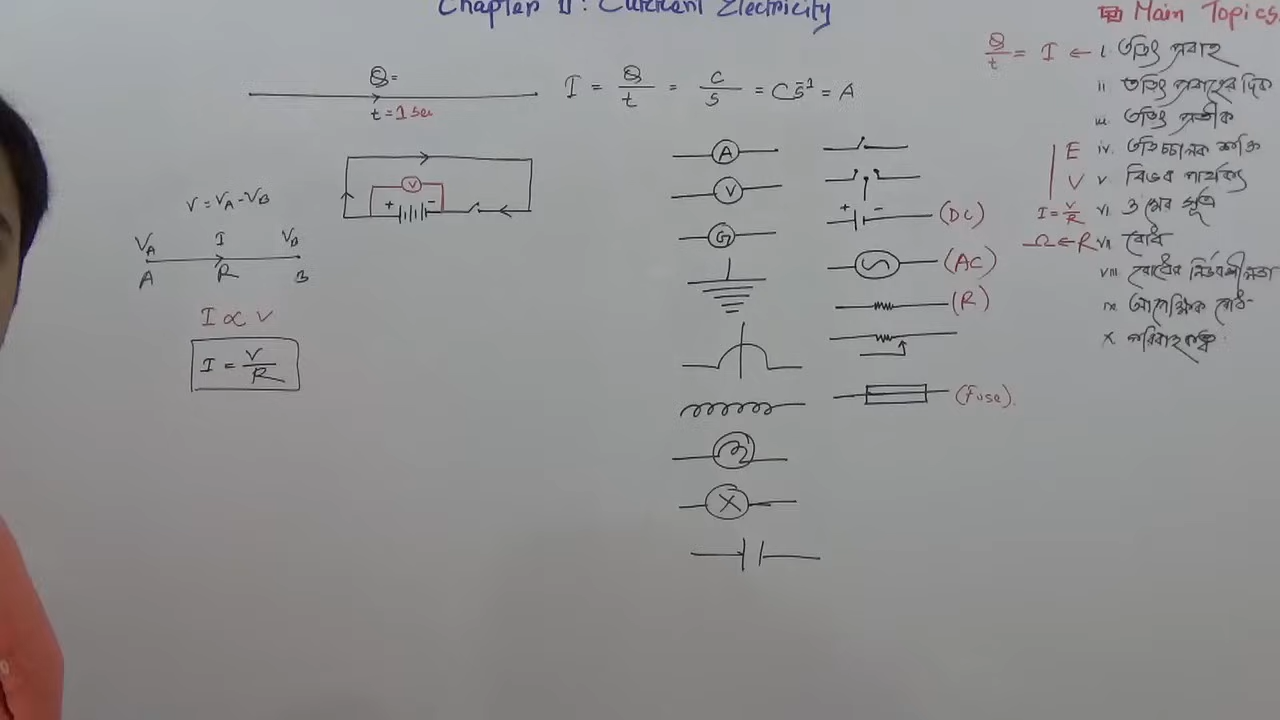 Chapter 11: Current Electricity
Main Topics
Q/t = I ← i. তড়িৎ প্রবাহ
ii তড়িৎ প্রবাহের দিক
iii. তড়িৎ প্রতীক
E iv. তড়িচ্চালক শক্তি
V v. বিভব পার্থক্য
I = V/R vi ও'মের সূত্র
Ω ← R vii রোধ
viii রোধের নির্ভরশীলতা
ix আপেক্ষিক রোধ
x পরিবাহকত্ব
Q=
t = 1 Sec
I = Q/t = C/S = CS⁻¹ = A
V
+ −
V = VA - VB
VA I VB
A R B
I ∝ V
I = V/R
A
V
G
X
+ − (DC)
(AC)
(R)
(Fuse).